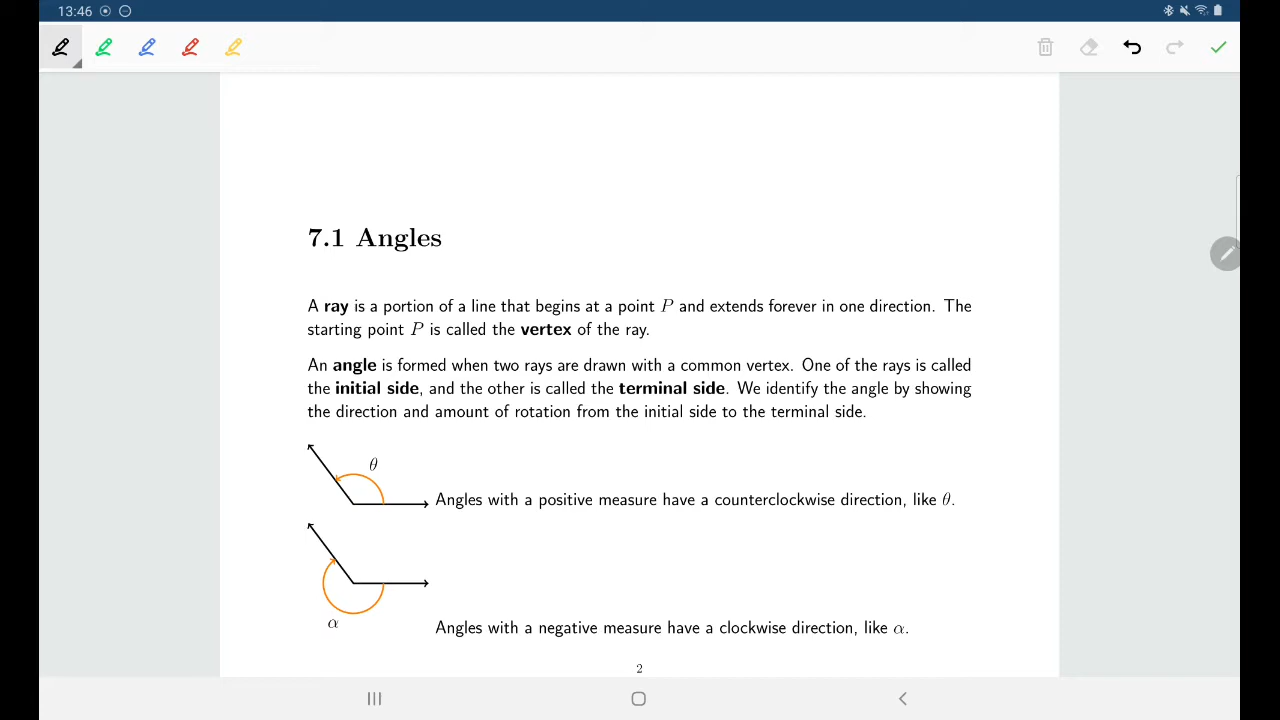 13:46
7.1 Angles
A ray is a portion of a line that begins at a point P and extends forever in one direction. The
starting point P is called the vertex of the ray.
An angle is formed when two rays are drawn with a common vertex. One of the rays is called
the initial side, and the other is called the terminal side. We identify the angle by showing
the direction and amount of rotation from the initial side to the terminal side.
θ
Angles with a positive measure have a counterclockwise direction, like θ.
α
Angles with a negative measure have a clockwise direction, like α.
2